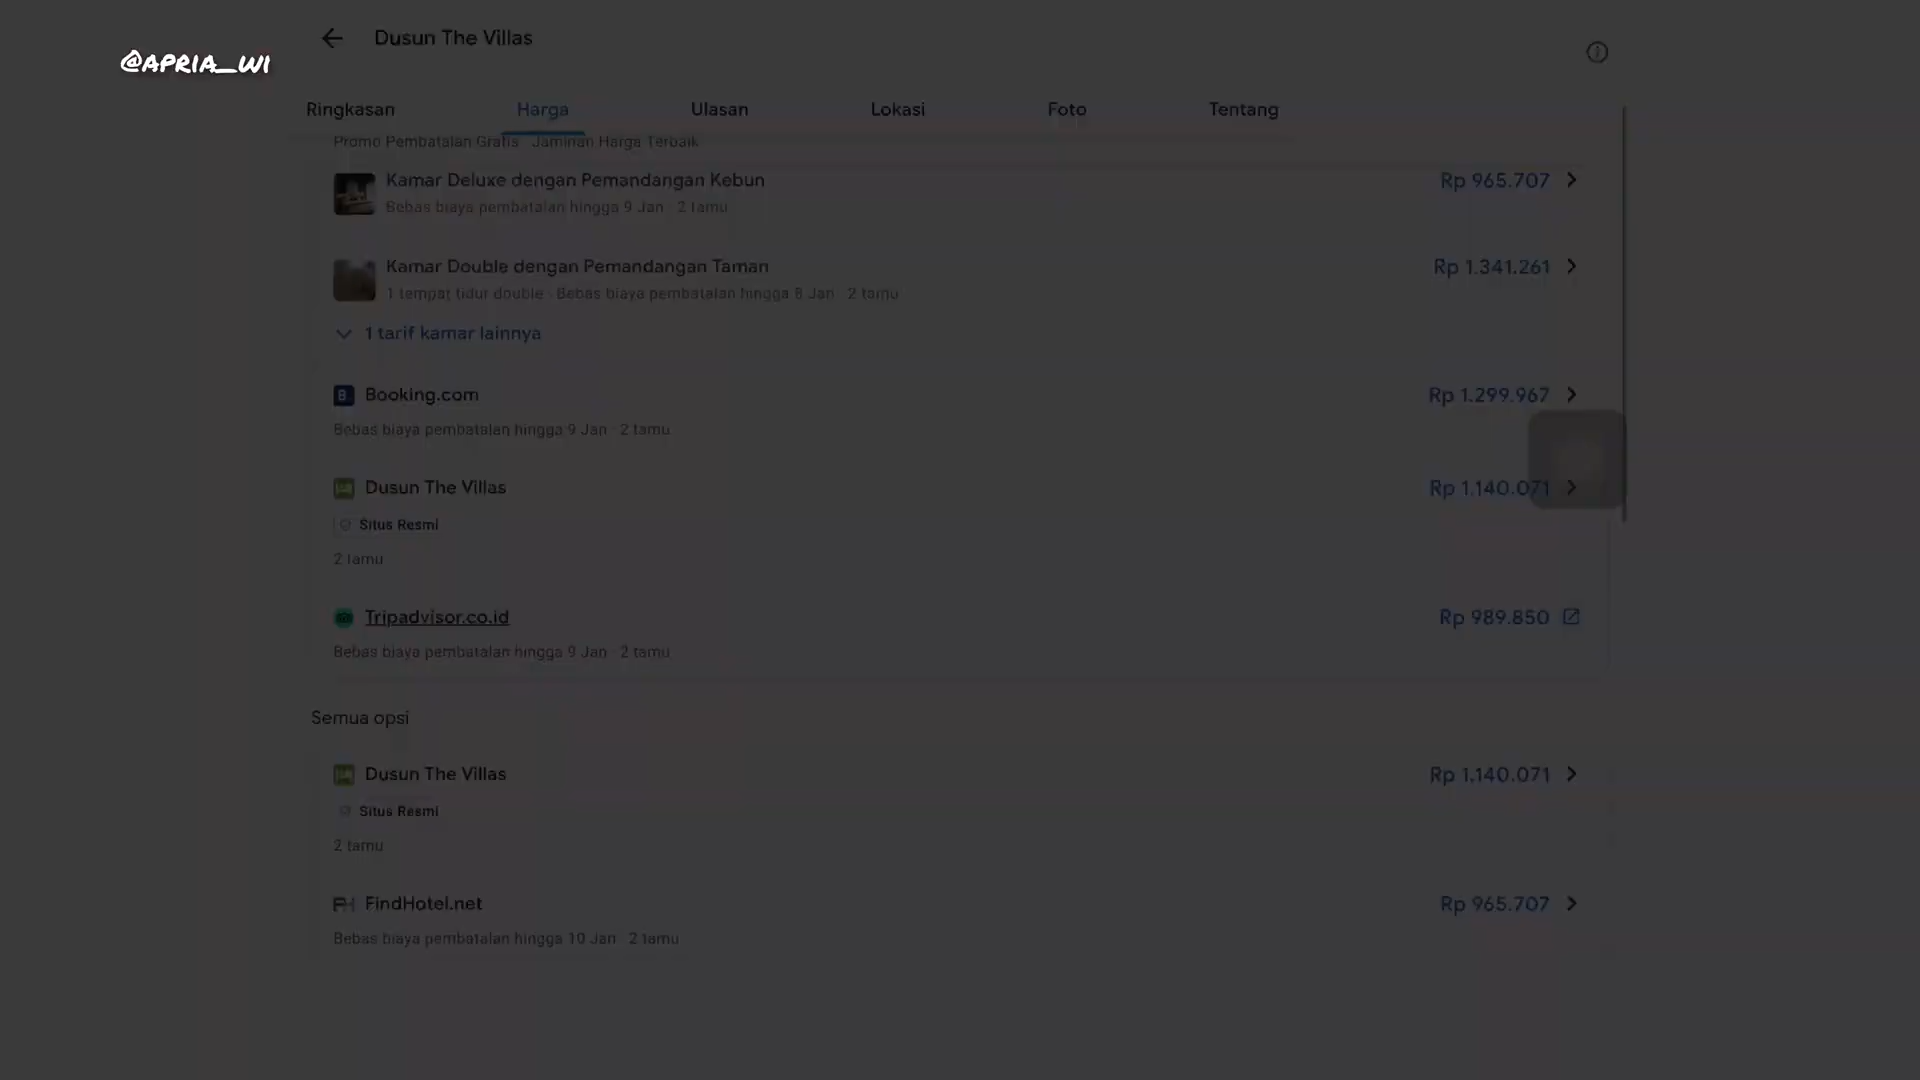 Dusun The Villas
@APRIA_WI
Ringkasan Harga Ulasan Lokasi Foto Tentang
Promo Pembatalan Gratis · Jaminan Harga Terbaik
Kamar Deluxe dengan Pemandangan Kebun Rp 965.707
Bebas biaya pembatalan hingga 9 Jan · 2 tamu
Kamar Double dengan Pemandangan Taman Rp 1.341.261
1 tempat tidur double · Bebas biaya pembatalan hingga 8 Jan · 2 tamu
1 tarif kamar lainnya
B Booking.com Rp 1.299.967
Bebas biaya pembatalan hingga 9 Jan · 2 tamu
Dusun The Villas Rp 1.140.071
Situs Resmi
2 tamu
Tripadvisor.co.id Rp 989.850
Bebas biaya pembatalan hingga 9 Jan · 2 tamu
Semua opsi
Dusun The Villas Rp 1.140.071
Situs Resmi
2 tamu
FH FindHotel.net Rp 965.707
Bebas biaya pembatalan hingga 10 Jan · 2 tamu